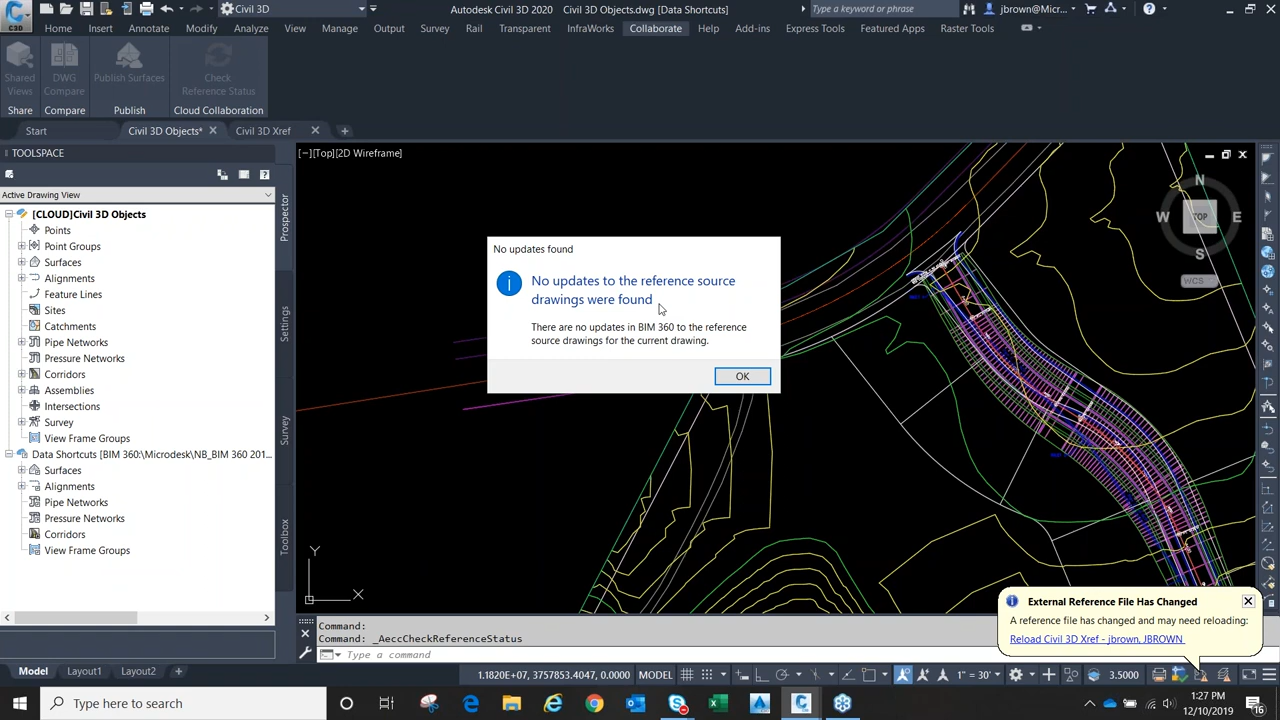 Civil 3D
Autodesk Civil 3D 2020 Civil 3D Objects.dwg [Data Shortcuts]
Type a keyword or phrase
jbrown@Micr...
C3D
Home Insert Annotate Modify Analyze View Manage Output Survey Rail Transparent InfraWorks Collaborate Help Add-ins Express Tools Featured Apps Raster Tools
Shared
Views
DWG
Compare
Publish Surfaces
Check
Reference Status
Share Compare Publish Cloud Collaboration
Start Civil 3D Objects* Civil 3D Xref
TOOLSPACE
[−][Top][2D Wireframe]
Active Drawing View
[CLOUD]Civil 3D Objects
Points
Point Groups
Surfaces
Alignments
Feature Lines
Sites
Catchments
Pipe Networks
Pressure Networks
Corridors
Assemblies
Intersections
Survey
View Frame Groups
Data Shortcuts [BIM 360:\Microdesk\NB_BIM 360 201...
Surfaces
Alignments
Pipe Networks
Pressure Networks
Corridors
View Frame Groups
Prospector
Settings
Survey
Toolbox
N
W TOP E
S
WCS
No updates found
No updates to the reference source
drawings were found
There are no updates in BIM 360 to the reference
source drawings for the current drawing.
OK
Y
X
External Reference File Has Changed
A reference file has changed and may need reloading:
Reload Civil 3D Xref - jbrown, JBROWN
Command:
Command: _AeccCheckReferenceStatus
Type a command
Model Layout1 Layout2
1.1820E+07, 3757853.4047, 0.0000 MODEL 1" = 30' 3.5000
Type here to search
1:27 PM
12/10/2019
16